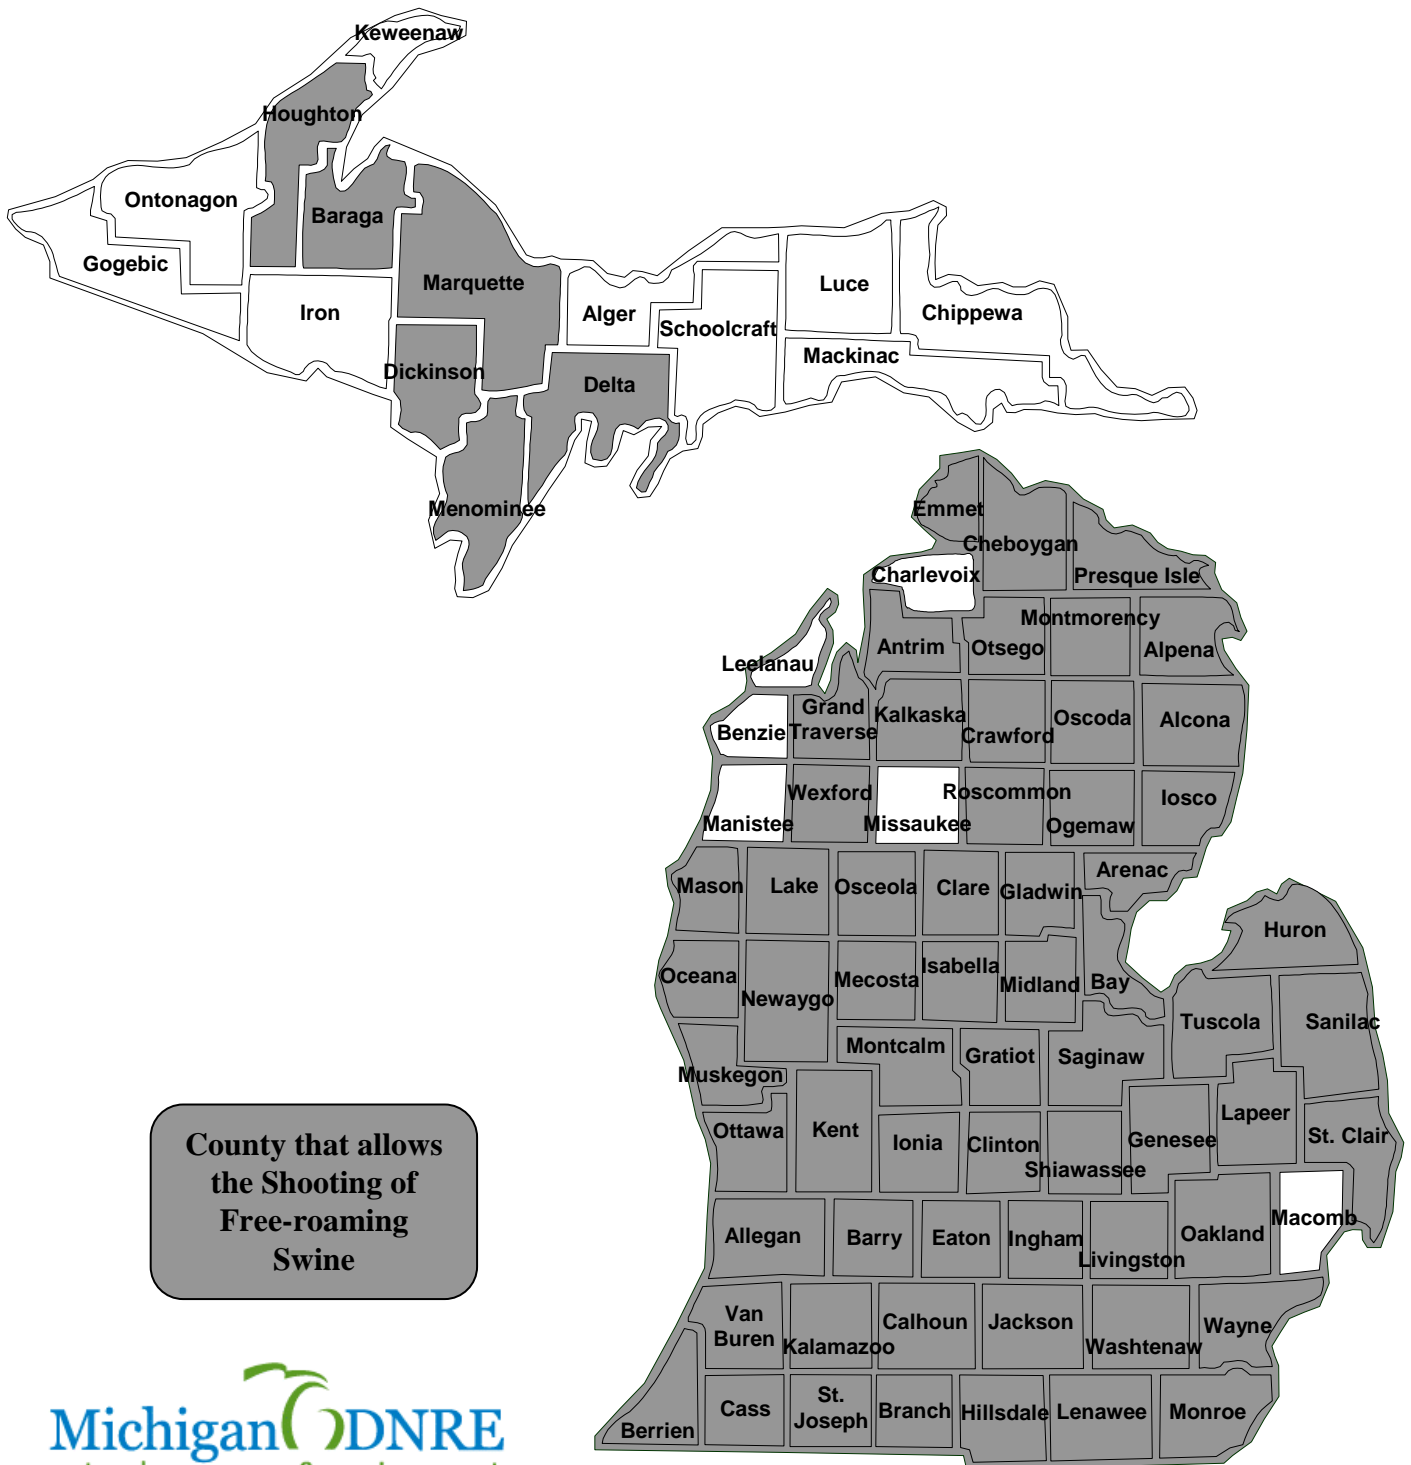 Keweenaw
Houghton
Ontonagon
Baraga
Gogebic
Marquette
Iron
Alger
Luce
Schoolcraft
Chippewa
Mackinac
Dickinson
Delta
Menominee
Emmet
Cheboygan
Charlevoix
Presque Isle
Montmorency
Antrim
Otsego
Alpena
Leelanau
Grand
Traverse
Kalkaska
Crawford
Oscoda
Alcona
Benzie
Wexford
Roscommon
Iosco
Manistee
Missaukee
Ogemaw
Arenac
Mason
Lake
Osceola
Clare
Gladwin
Huron
Oceana
Newaygo
Mecosta
Isabella
Midland
Bay
Tuscola
Sanilac
Montcalm
Gratiot
Saginaw
Muskegon
Ottawa
Kent
Ionia
Clinton
Shiawassee
Genesee
Lapeer
St. Clair
Allegan
Barry
Eaton
Ingham
Livingston
Oakland
Macomb
Van
Buren
Kalamazoo
Calhoun
Jackson
Washtenaw
Wayne
Berrien
Cass
St.
Joseph
Branch
Hillsdale
Lenawee
Monroe
County that allows
the Shooting of
Free-roaming
Swine
Michigan DNRE